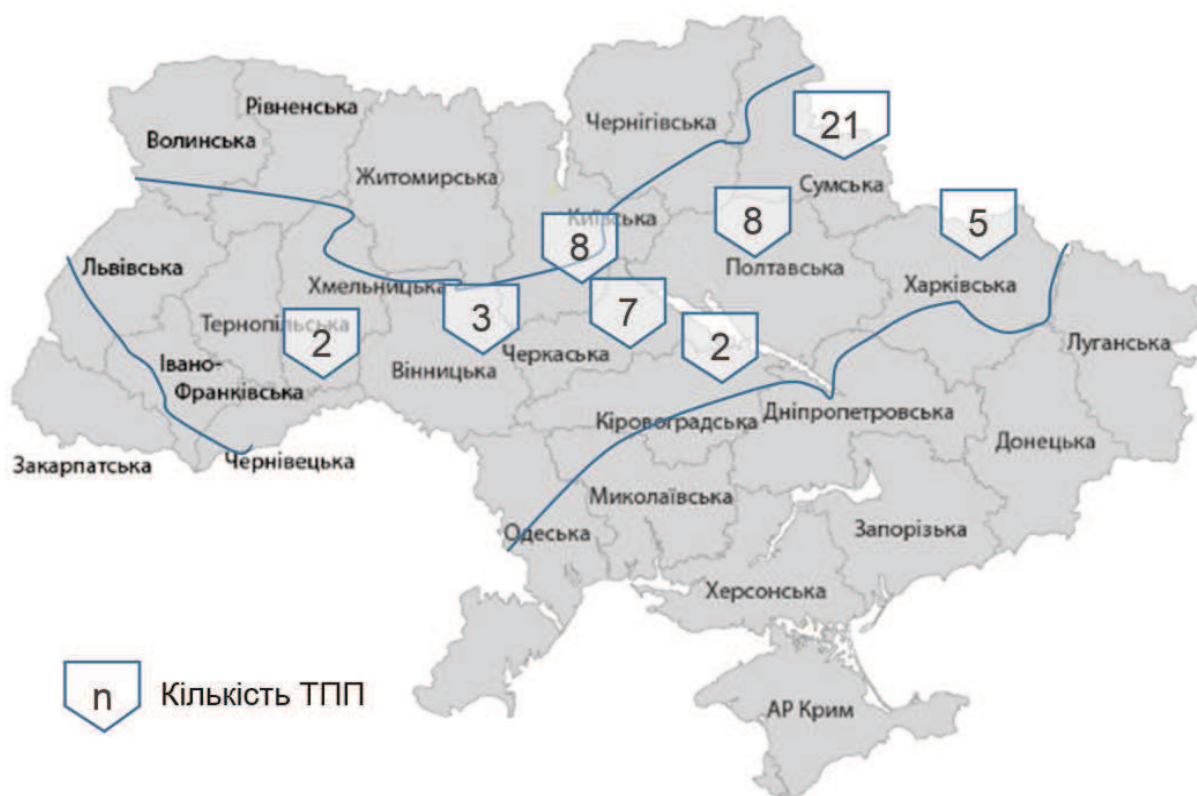 Рівненська
Волинська
Чернігівська
21
Житомирська
Сумська
Київська
8
5
8
Львівська
Полтавська
Хмельницька
Харківська
3
7
Тернопільська
2
2
Черкаська
Луганська
Вінницька
Івано-
Франківська
Кіровоградська
Дніпропетровська
Донецька
Закарпатська
Чернівецька
Миколаївська
Одеська
Запорізька
Херсонська
n
Кількість ТПП
АР Крим